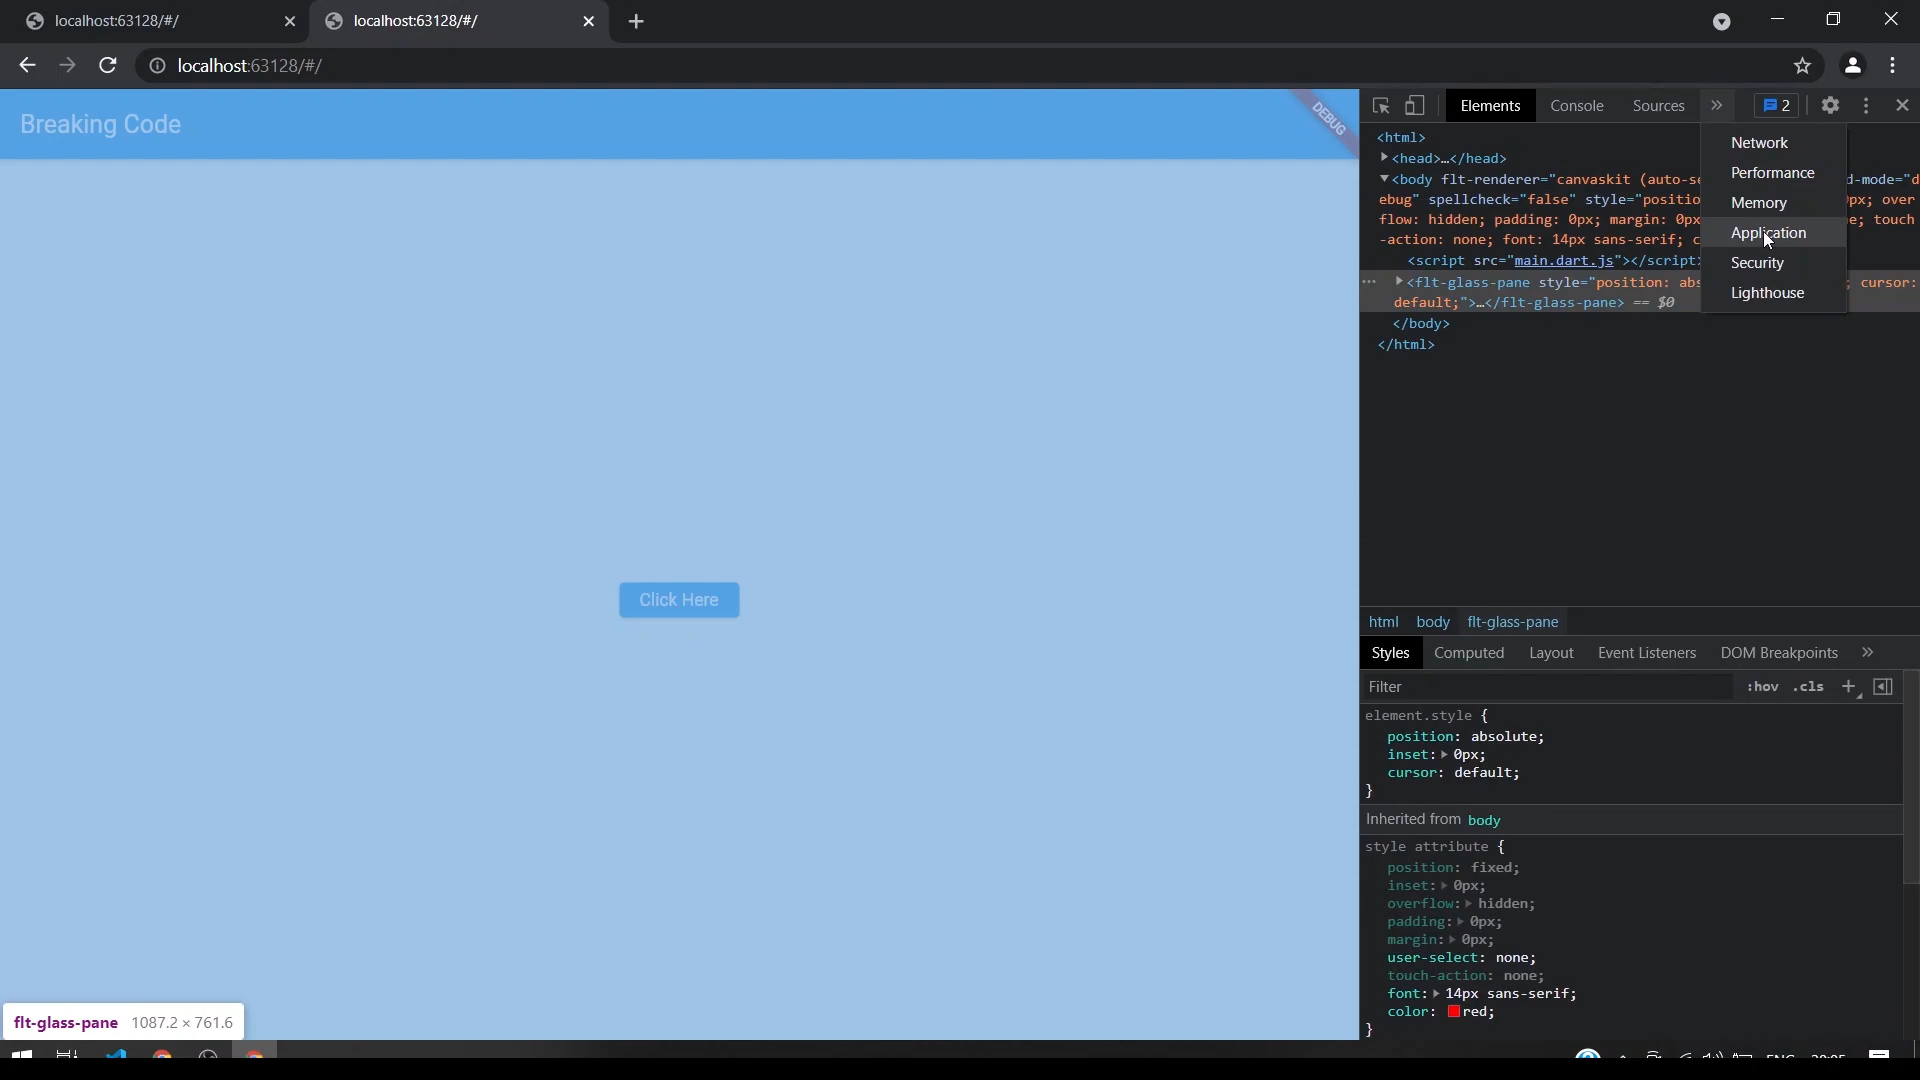 localhost:63128/#/
localhost:63128/#/
localhost:63128/#/
Breaking Code
DEBUG
Click Here
flt-glass-pane 1087.2 × 761.6
Elements Console Sources » 2
Network
Performance
Memory
Application
Security
Lighthouse
<html>
<head>…</head>
<body flt-renderer="canvaskit (auto-se d-mode="d
ebug" spellcheck="false" style="positio px; over
flow: hidden; padding: 0px; margin: 0px e; touch
-action: none; font: 14px sans-serif; c
<script src="main.dart.js"></script>
<flt-glass-pane style="position: abs ; cursor:
default;">…</flt-glass-pane> == $0
</body>
</html>
html body flt-glass-pane
Styles Computed Layout Event Listeners DOM Breakpoints »
Filter :hov .cls +
element.style {
position: absolute;
inset: 0px;
cursor: default;
}
Inherited from body
style attribute {
position: fixed;
inset: 0px;
overflow: hidden;
padding: 0px;
margin: 0px;
user-select: none;
touch-action: none;
font: 14px sans-serif;
color: red;
}